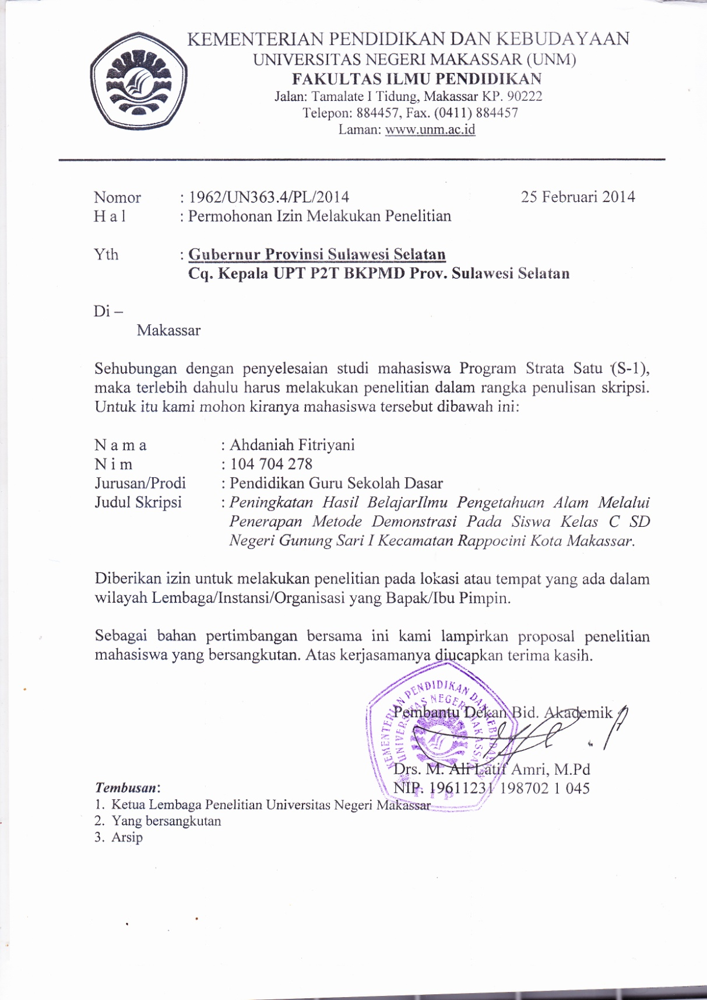 KEMENTERIAN PENDIDIKAN DAN KEBUDAYAAN
UNIVERSITAS NEGERI MAKASSAR (UNM)
FAKULTAS ILMU PENDIDIKAN
Jalan: Tamalate I Tidung, Makassar KP. 90222
Telepon: 884457, Fax. (0411) 884457
Laman: www.unm.ac.id
Nomor : 1962/UN363.4/PL/2014 25 Februari 2014
H a l : Permohonan Izin Melakukan Penelitian
Yth : Gubernur Provinsi Sulawesi Selatan
Cq. Kepala UPT P2T BKPMD Prov. Sulawesi Selatan
Di –
Makassar
Sehubungan dengan penyelesaian studi mahasiswa Program Strata Satu (S-1),
maka terlebih dahulu harus melakukan penelitian dalam rangka penulisan skripsi.
Untuk itu kami mohon kiranya mahasiswa tersebut dibawah ini:
N a m a : Ahdaniah Fitriyani
N i m : 104 704 278
Jurusan/Prodi : Pendidikan Guru Sekolah Dasar
Judul Skripsi : Peningkatan Hasil BelajarIlmu Pengetahuan Alam Melalui
Penerapan Metode Demonstrasi Pada Siswa Kelas C SD
Negeri Gunung Sari I Kecamatan Rappocini Kota Makassar.
Diberikan izin untuk melakukan penelitian pada lokasi atau tempat yang ada dalam
wilayah Lembaga/Instansi/Organisasi yang Bapak/Ibu Pimpin.
Sebagai bahan pertimbangan bersama ini kami lampirkan proposal penelitian
mahasiswa yang bersangkutan. Atas kerjasamanya diucapkan terima kasih.
KEMENTERIAN PENDIDIKAN DAN KEBUDAYAAN
UNIVERSITAS NEGERI MAKASSAR
FIP
Pembantu Dekan Bid. Akademik
Drs. M. Ali Latif Amri, M.Pd
NIP. 19611231 198702 1 045
Tembusan:
1. Ketua Lembaga Penelitian Universitas Negeri Makassar
2. Yang bersangkutan
3. Arsip